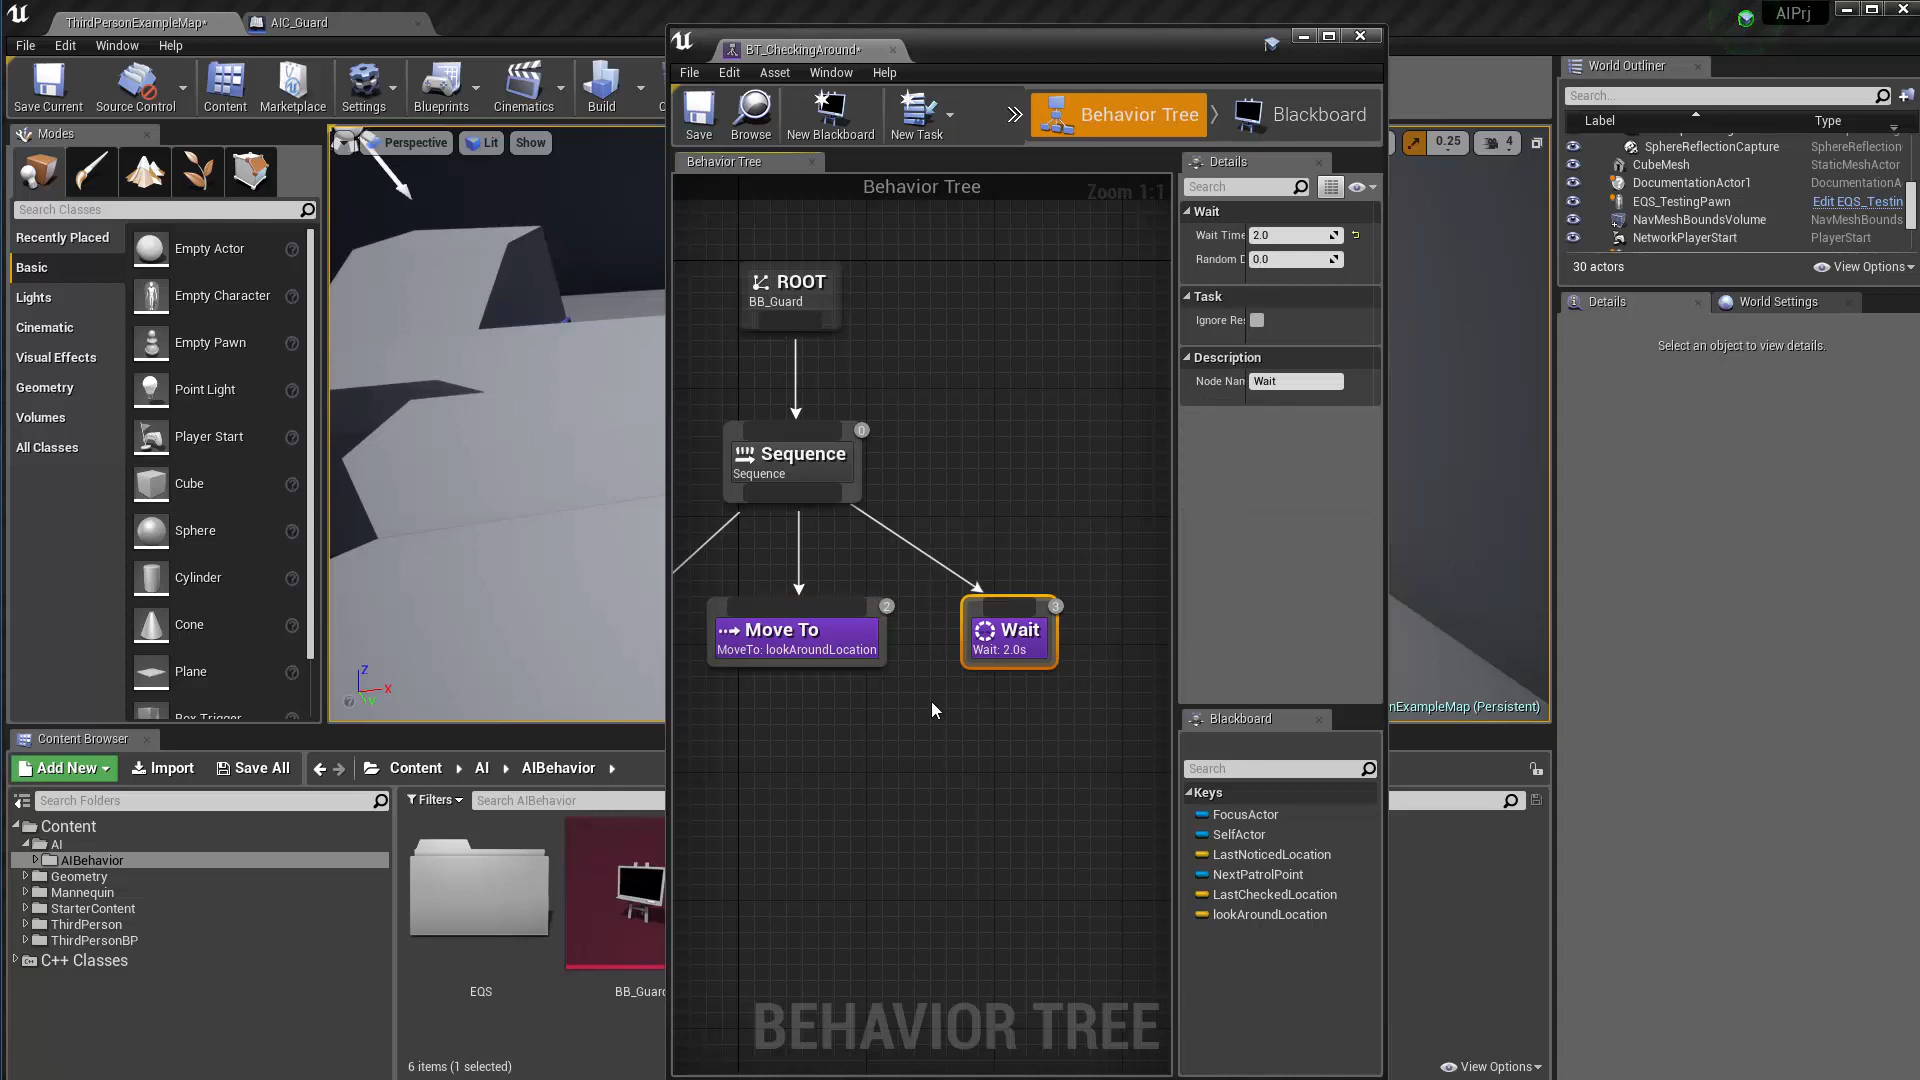 ThirdPersonExampleMap*
AIC_Guard
AIPrj
File Edit Window Help
Save Current
Source Control
Content
Marketplace
Settings
Blueprints
Cinematics
Build
Modes
Search Classes
Recently Placed
Basic
Lights
Cinematic
Visual Effects
Geometry
Volumes
All Classes
Empty Actor
Empty Character
Empty Pawn
Point Light
Player Start
Cube
Sphere
Cylinder
Cone
Plane
Box Trigger
Perspective
Lit
Show
Z
X
Y
BT_CheckingAround*
File Edit Asset Window Help
Save
Browse
New Blackboard
New Task
Behavior Tree
Blackboard
Behavior Tree
Behavior Tree
Zoom 1:1
ROOT
BB_Guard
0
Sequence
Sequence
2
Move To
MoveTo: lookAroundLocation
3
Wait
Wait: 2.0s
BEHAVIOR TREE
Details
Search
Wait
Wait Time 2.0
Random D 0.0
Task
Ignore Res
Description
Node Nam Wait
Blackboard
Search
Keys
FocusActor
SelfActor
LastNoticedLocation
NextPatrolPoint
LastCheckedLocation
lookAroundLocation
0.25
4
nExampleMap (Persistent)
World Outliner
Search...
Label Type
SphereReflectionCapture SphereReflection
CubeMesh StaticMeshActor
DocumentationActor1 DocumentationA
EQS_TestingPawn Edit EQS_Testin
NavMeshBoundsVolume NavMeshBounds
NetworkPlayerStart PlayerStart
30 actors
View Options
Details
World Settings
Select an object to view details.
Content Browser
Add New
Import
Save All
Content
AI
AIBehavior
Search Folders
Filters
Search AIBehavior
Content
AI
AIBehavior
Geometry
Mannequin
StarterContent
ThirdPerson
ThirdPersonBP
C++ Classes
EQS
BB_Guard
6 items (1 selected)
View Options